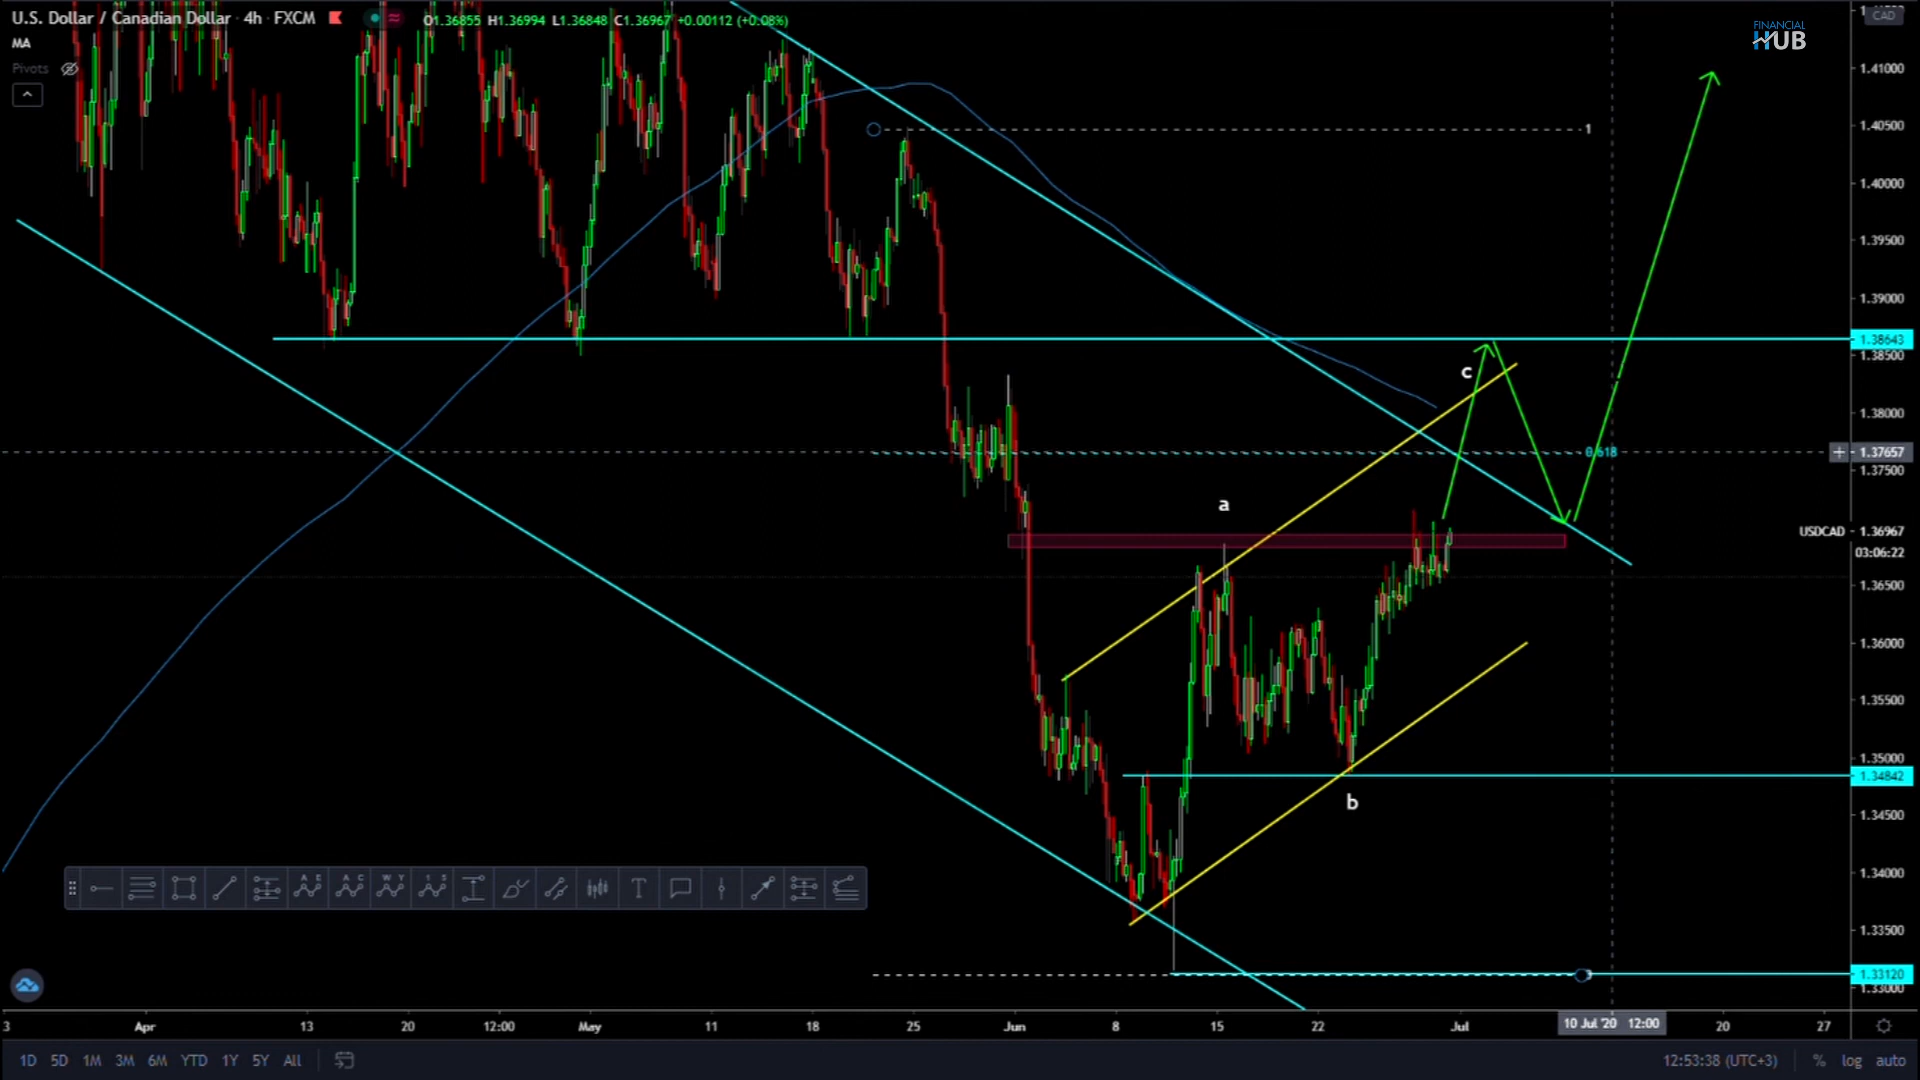 U.S. Dollar / Canadian Dollar · 4h · FXCM
O1.36855 H1.36994 L1.36848 C1.36967 +0.00112 (+0.08%)
MA
Pivots
FINANCIAL
HUB
CAD
1.41000
1.40500
1.40000
1.39500
1.39000
1.38643
1.38500
1.38000
1.37657
1.37500
USDCAD
1.36967
03:06:22
1.36500
1.36000
1.35500
1.35000
1.34842
1.34500
1.34000
1.33500
1.33120
1.33000
1
0.618
a
b
c
A E
A C
W Y
1 5
3
Apr
13
20
12:00
May
11
18
25
Jun
8
15
22
Jul
10 Jul '20 12:00
20
27
1D 5D 1M 3M 6M YTD 1Y 5Y All
12:53:38 (UTC+3)
% log auto